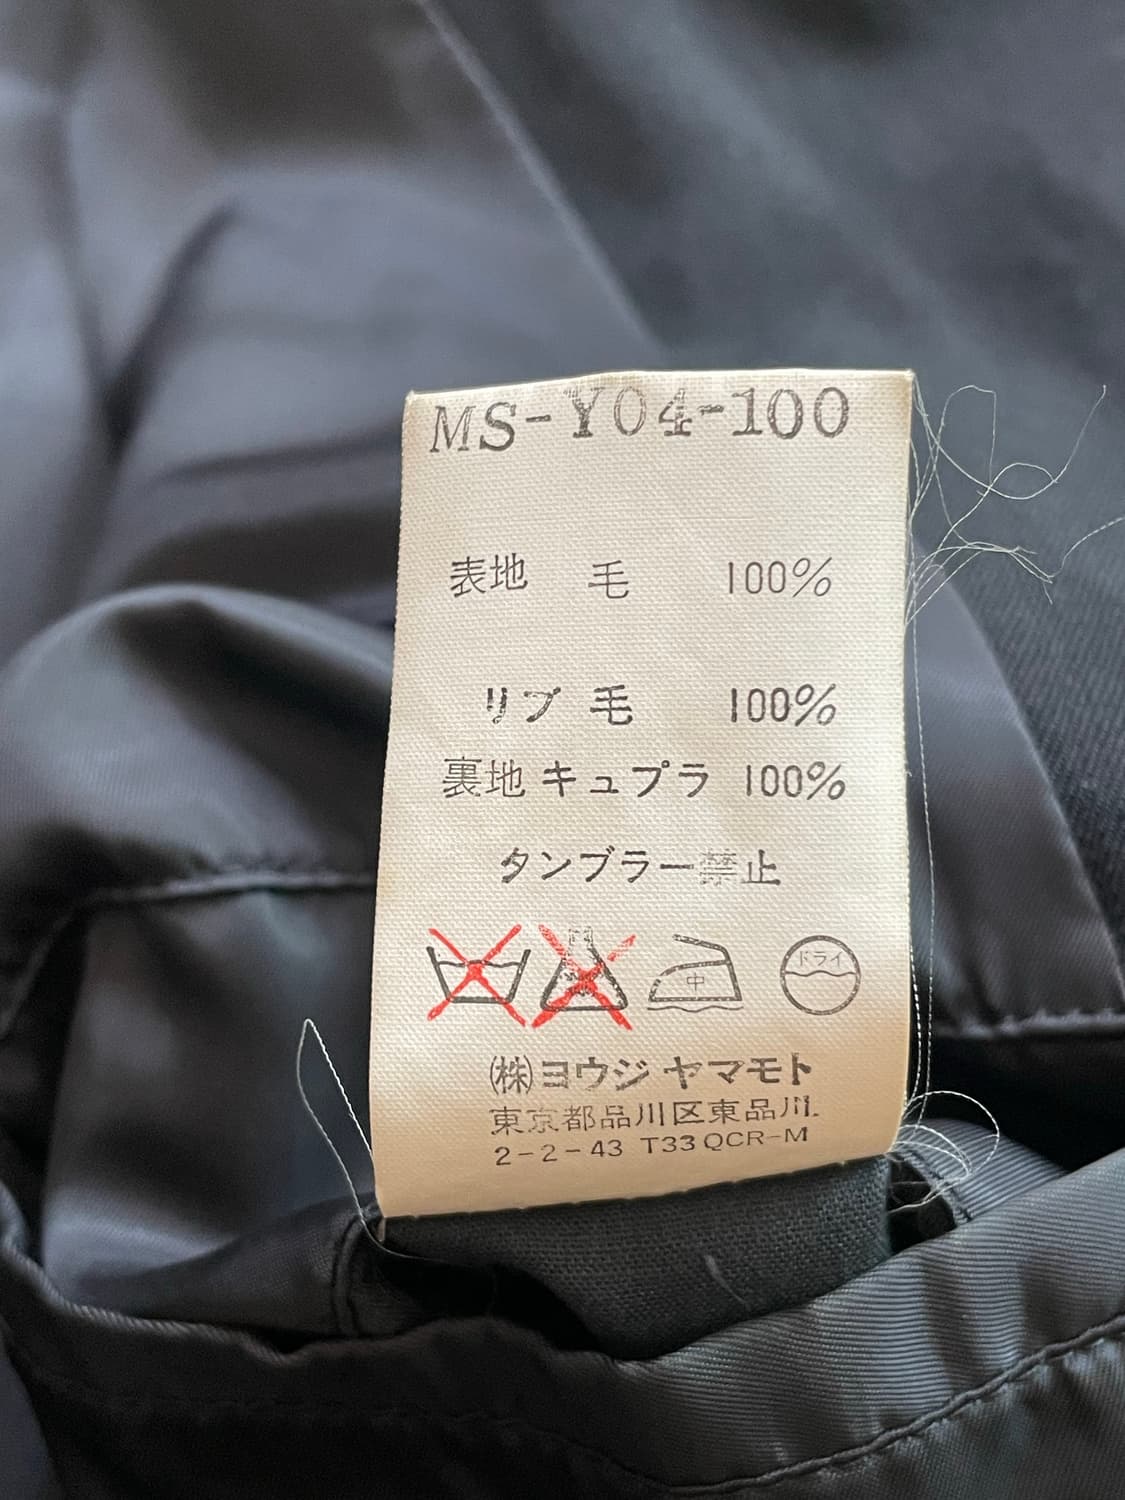 MS-Y04-100
表地 毛 100%
リブ 毛 100%
裏地 キュプラ 100%
タンブラー禁止
中 ドライ
㈱ヨウジ ヤマモト
東京都品川区東品川
2-2-43 T33QCR-M